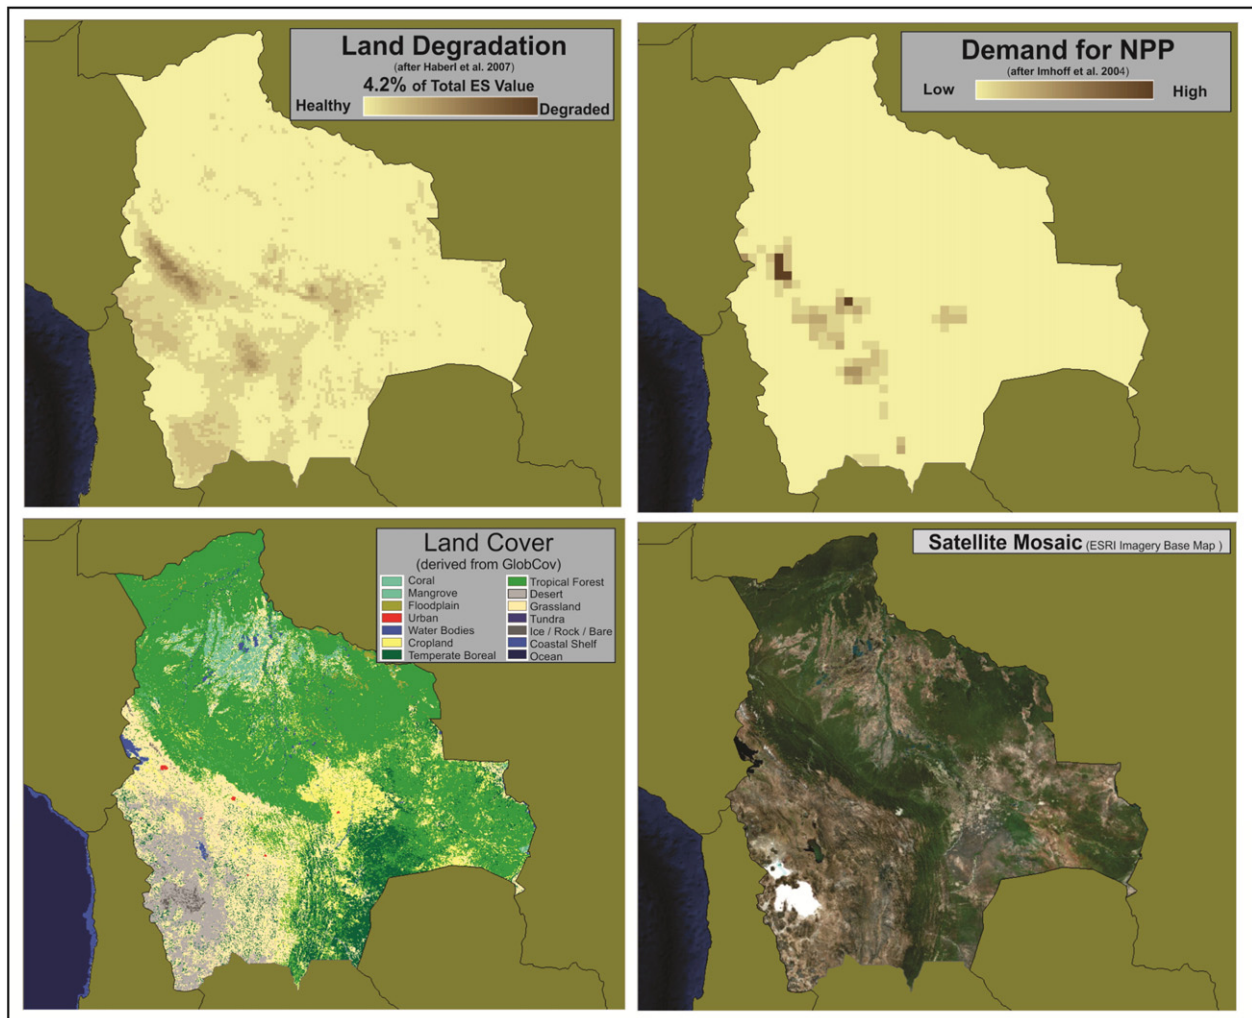 Land Degradation
(after Haberl et al. 2007)
4.2% of Total ES Value
Healthy
Degraded
Demand for NPP
(after Imhoff et al. 2004)
Low
High
Land Cover
(derived from GlobCov)
Coral
Mangrove
Floodplain
Urban
Water Bodies
Cropland
Temperate Boreal
Tropical Forest
Desert
Grassland
Tundra
Ice / Rock / Bare
Coastal Shelf
Ocean
Satellite Mosaic (ESRI Imagery Base Map )